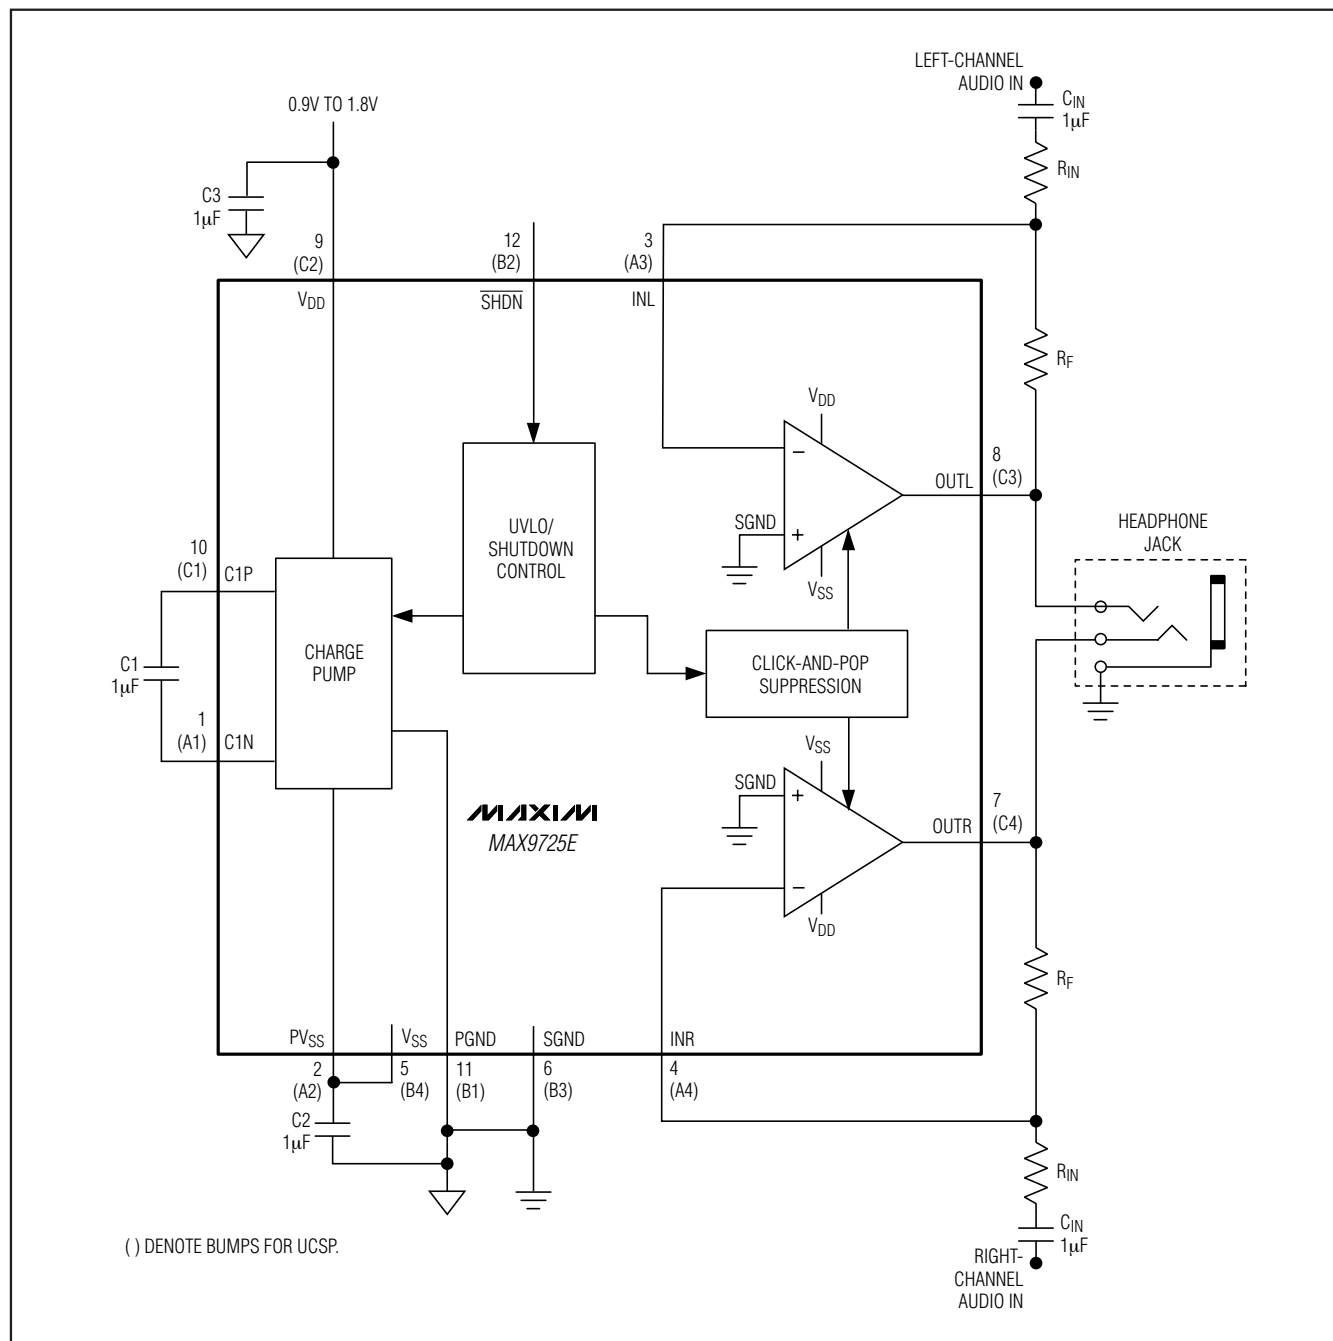 LEFT-CHANNEL
AUDIO IN
CIN
1µF
RIN
0.9V TO 1.8V
C3
1µF
9
(C2)
12
(B2)
3
(A3)
VDD
SHDN
INL
RF
VDD
−
8
(C3)
OUTL
SGND
+
VSS
HEADPHONE
JACK
UVLO/
SHUTDOWN
CONTROL
10
(C1)
C1P
CHARGE
PUMP
C1
1µF
CLICK-AND-POP
SUPPRESSION
1
(A1)
C1N
VSS
SGND
+
7
(C4)
OUTR
MAXIM
MAX9725E
−
VDD
RF
PVSS
VSS
PGND
SGND
INR
2
(A2)
5
(B4)
11
(B1)
6
(B3)
4
(A4)
C2
1µF
RIN
CIN
1µF
RIGHT-
CHANNEL
AUDIO IN
( ) DENOTE BUMPS FOR UCSP.